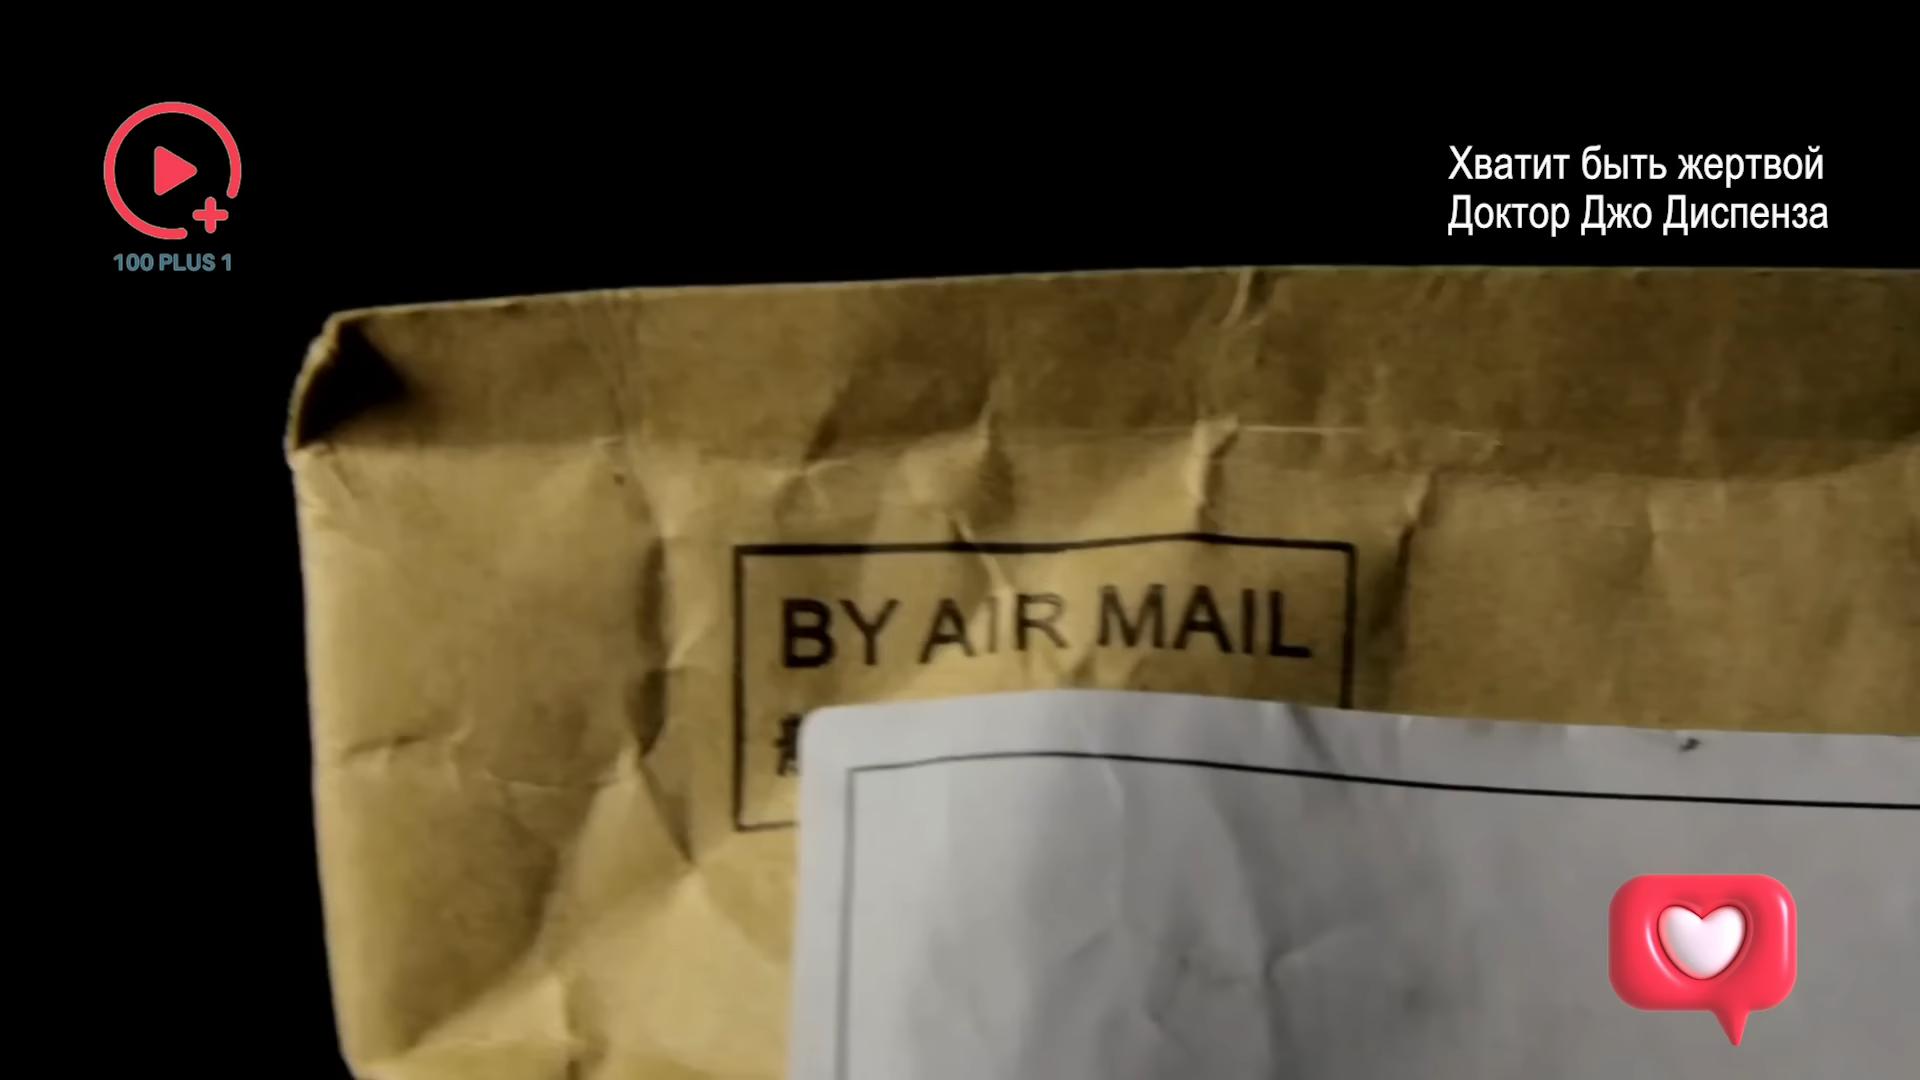 100 PLUS 1
Хватит быть жертвой
Доктор Джо Диспенза
BY AIR MAIL